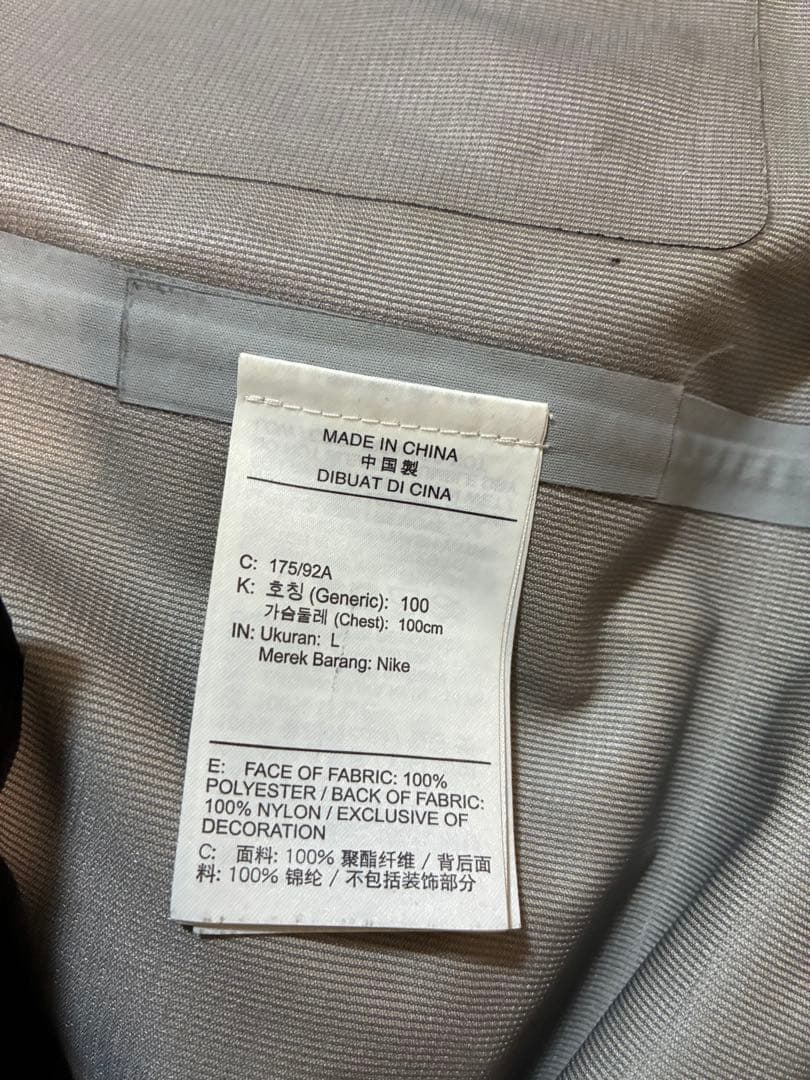 MADE IN CHINA
中国製
DIBUAT DI CINA
C: 175/92A
K: 호칭 (Generic): 100
가슴둘레 (Chest): 100cm
IN: Ukuran: L
Merek Barang: Nike
E: FACE OF FABRIC: 100%
POLYESTER / BACK OF FABRIC:
100% NYLON / EXCLUSIVE OF
DECORATION
C: 面料: 100% 聚酯纤维 / 背后面
料: 100% 锦纶 / 不包括装饰部分